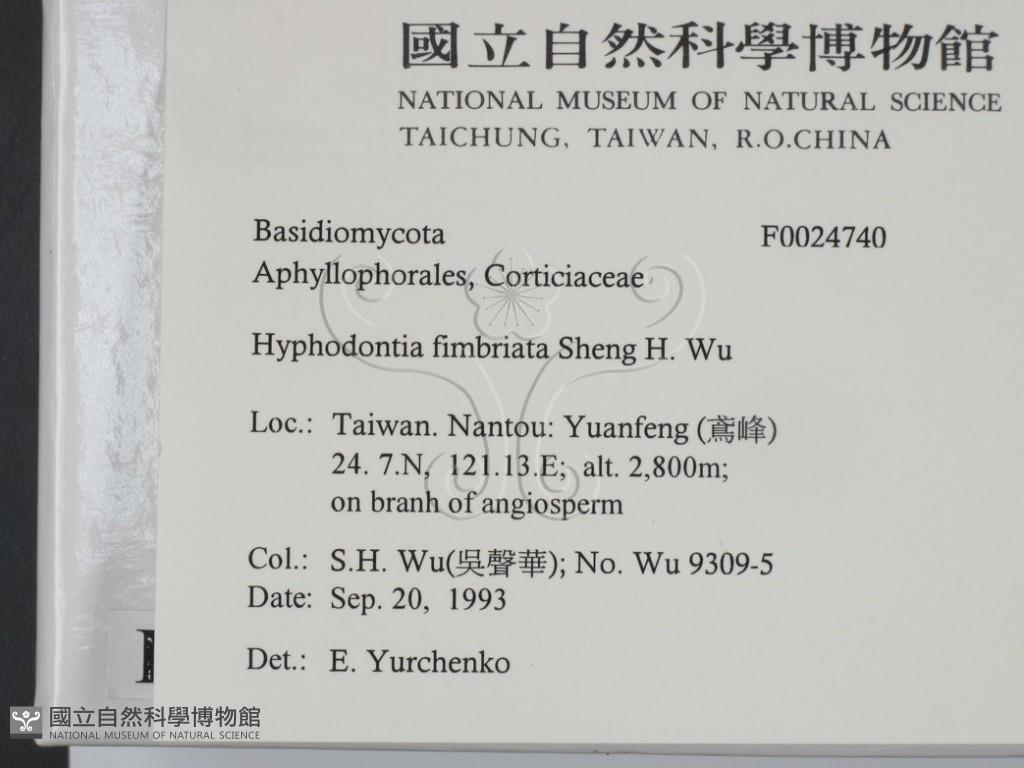 國立自然科學博物館
NATIONAL MUSEUM OF NATURAL SCIENCE
TAICHUNG, TAIWAN, R.O.CHINA
Basidiomycota F0024740
Aphyllophorales, Corticiaceae
Hyphodontia fimbriata Sheng H. Wu
Loc.: Taiwan. Nantou: Yuanfeng (鳶峰)
24. 7.N, 121.13.E; alt. 2,800m;
on branh of angiosperm
Col.: S.H. Wu(吳聲華); No. Wu 9309-5
Date: Sep. 20, 1993
Det.: E. Yurchenko
國立自然科學博物館
NATIONAL MUSEUM OF NATURAL SCIENCE